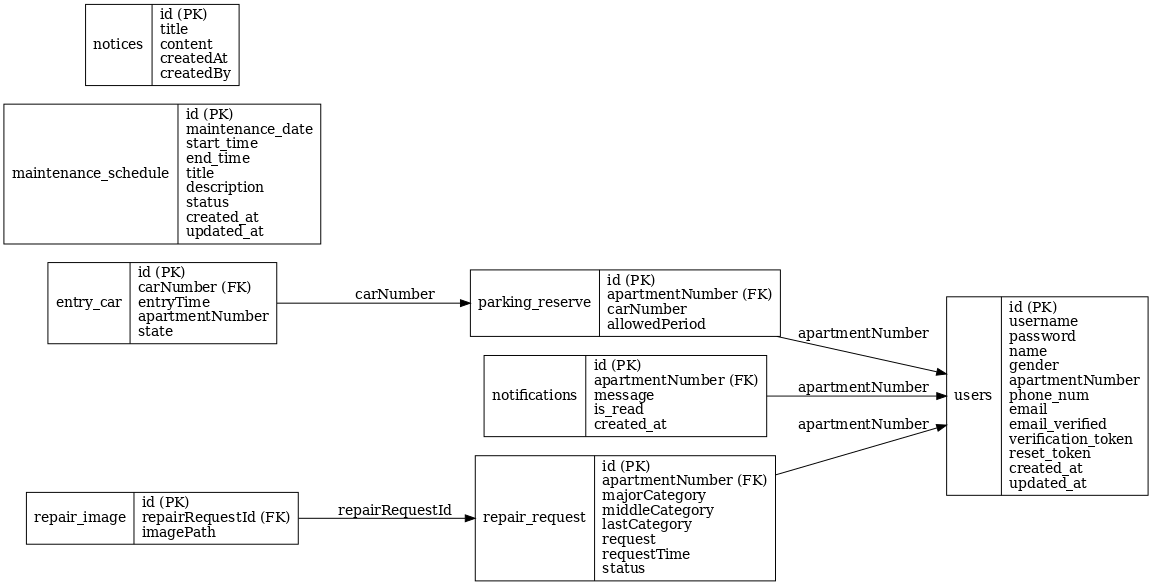 notices
id (PK)
title
content
createdAt
createdBy
maintenance_schedule
id (PK)
maintenance_date
start_time
end_time
title
description
status
created_at
updated_at
entry_car
id (PK)
carNumber (FK)
entryTime
apartmentNumber
state
carNumber
parking_reserve
id (PK)
apartmentNumber (FK)
carNumber
allowedPeriod
apartmentNumber
notifications
id (PK)
apartmentNumber (FK)
message
is_read
created_at
apartmentNumber
users
id (PK)
username
password
name
gender
apartmentNumber
phone_num
email
email_verified
verification_token
reset_token
created_at
updated_at
repair_image
id (PK)
repairRequestId (FK)
imagePath
repairRequestId
repair_request
id (PK)
apartmentNumber (FK)
majorCategory
middleCategory
lastCategory
request
requestTime
status
apartmentNumber